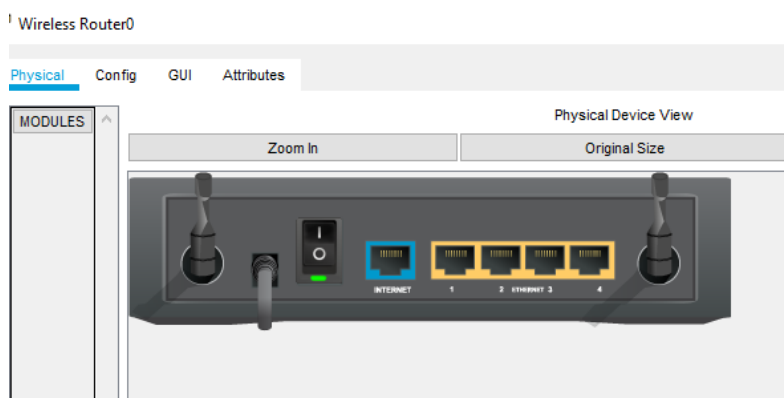 Wireless Router0
Physical Config GUI Attributes
MODULES
Physical Device View
Zoom In Original Size
INTERNET 1 2 ETHERNET 3 4